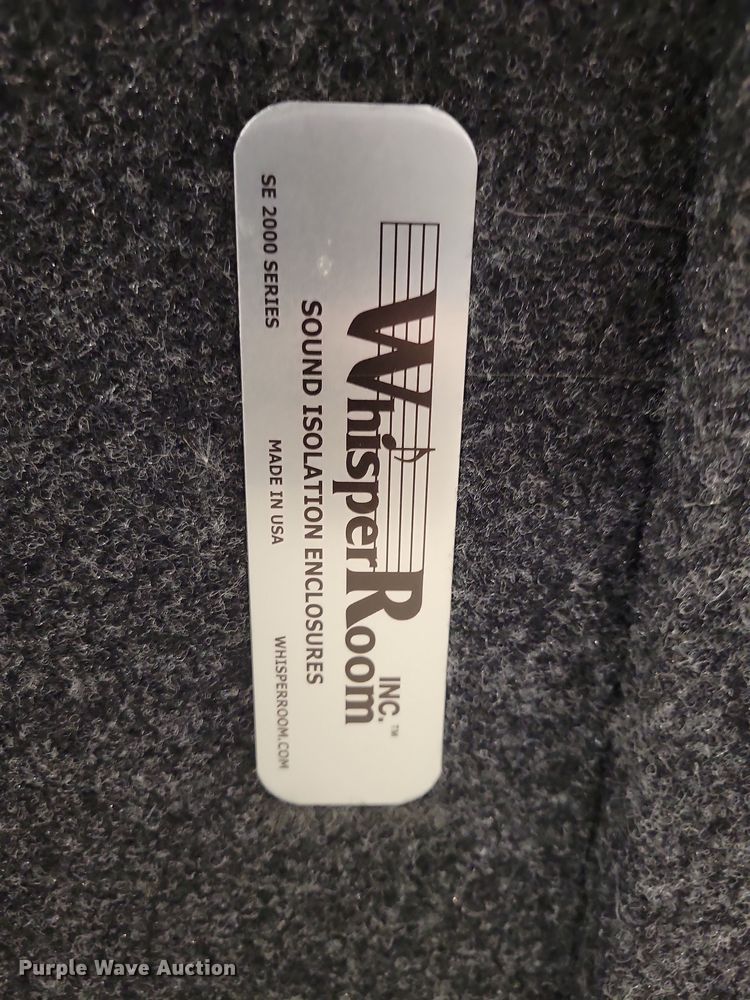 WhisperRoom INC.™
SOUND ISOLATION ENCLOSURES
SE 2000 SERIES MADE IN USA WHISPERROOM.COM
Purple Wave Auction